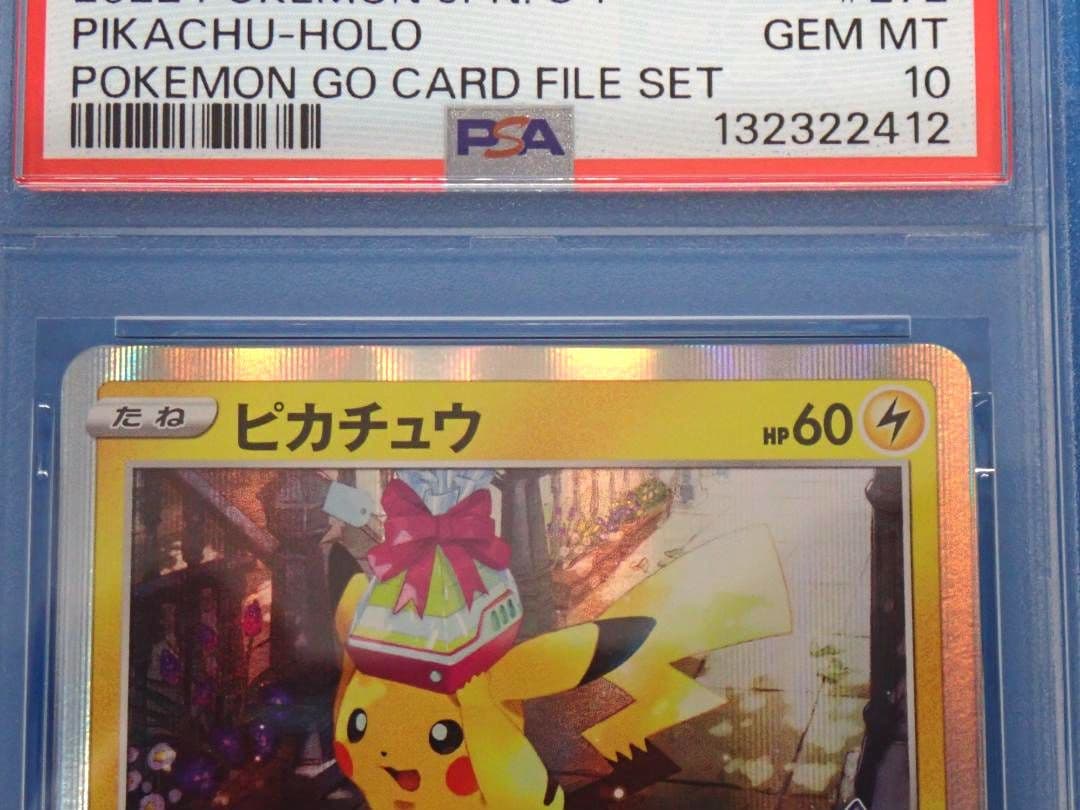 PIKACHU-HOLO GEM MT
POKEMON GO CARD FILE SET 10
PSA 132322412
たね ピカチュウ HP60